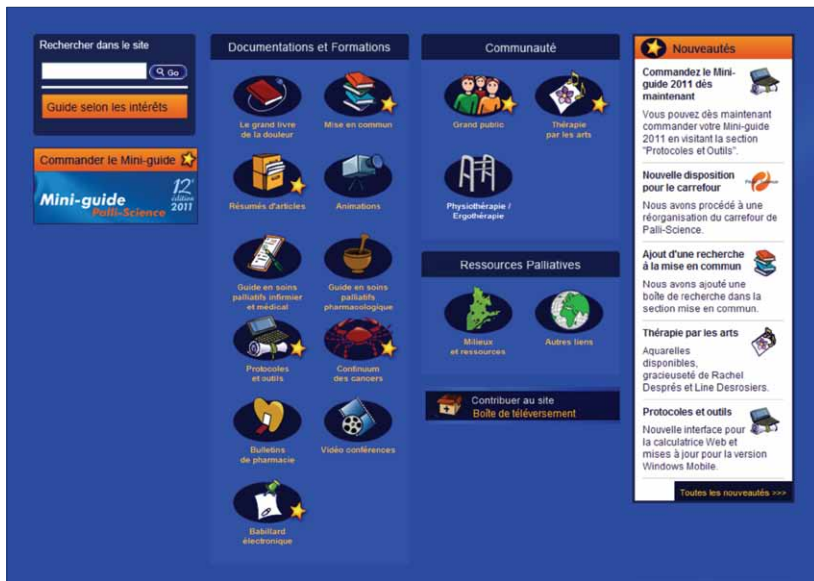 Rechercher dans le site
Go
Guide selon les intérêts
Commander le Mini-guide
Mini-guide
Palli-Science
12e
édition
2011
Documentations et Formations
Le grand livre
de la douleur
Mise en commun
Résumés d'articles
Animations
Guide en soins
palliatifs infirmier
et médical
Guide en soins
palliatifs
pharmacologique
Protocoles
et outils
Continuum
des cancers
Bulletins
de pharmacie
Vidéo conférences
Babillard
électronique
Communauté
Grand public
Thérapie
par les arts
Physiothérapie /
Ergothérapie
Ressources Palliatives
Milieux
et ressources
Autres liens
Contribuer au site
Boîte de téléversement
Nouveautés
Commandez le Mini-
guide 2011 dès
maintenant
Vous pouvez dès maintenant
commander votre Mini-guide
2011 en visitant la section
"Protocoles et Outils".
Nouvelle disposition
pour le carrefour
Nous avons procédé à une
réorganisation du carrefour de
Palli-Science.
Ajout d'une recherche
à la mise en commun
Nous avons ajouté une
boîte de recherche dans la
section mise en commun.
Thérapie par les arts
Aquarelles
disponibles,
gracieuseté de Rachel
Després et Line Desrosiers.
Protocoles et outils
Nouvelle interface pour
la calculatrice Web et
mises à jour pour la version
Windows Mobile.
Toutes les nouveautés >>>